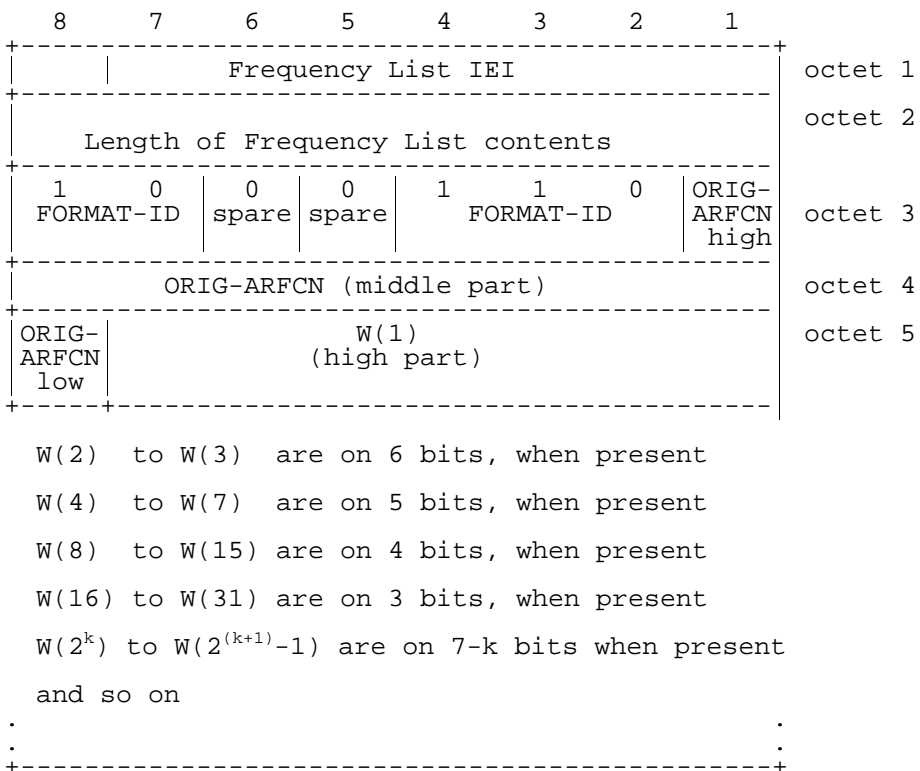 8 7 6 5 4 3 2 1
Frequency List IEI octet 1
octet 2
Length of Frequency List contents
1 0 0 0 1 1 0 ORIG-
FORMAT-ID spare spare FORMAT-ID ARFCN octet 3
high
ORIG-ARFCN (middle part) octet 4
ORIG- W(1) octet 5
ARFCN (high part)
low
W(2) to W(3) are on 6 bits, when present
W(4) to W(7) are on 5 bits, when present
W(8) to W(15) are on 4 bits, when present
W(16) to W(31) are on 3 bits, when present
W(2^k) to W(2^(k+1)-1) are on 7-k bits when present
and so on
. .
. .